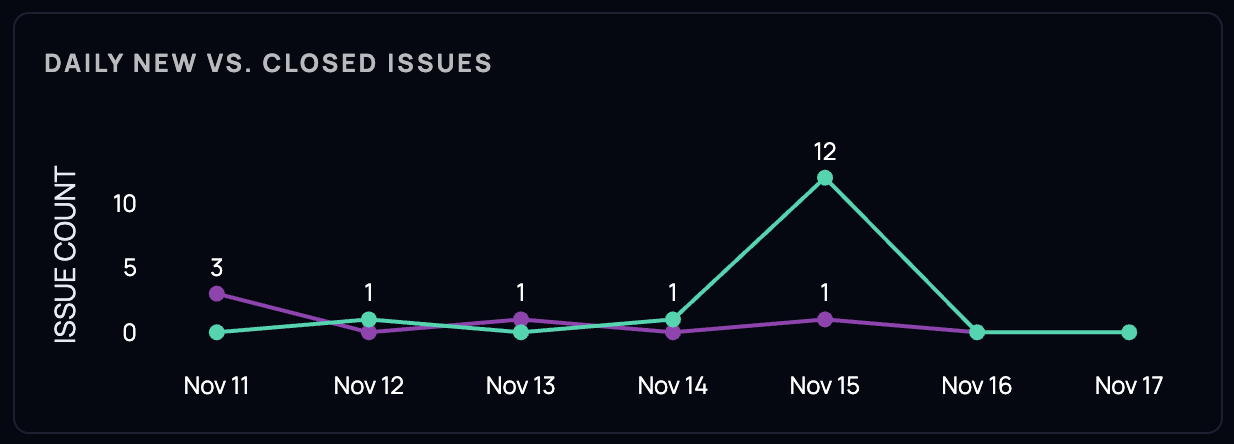 DAILY NEW VS. CLOSED ISSUES
ISSUE COUNT
10
5
0
3
1
1
1
12
1
Nov 11
Nov 12
Nov 13
Nov 14
Nov 15
Nov 16
Nov 17